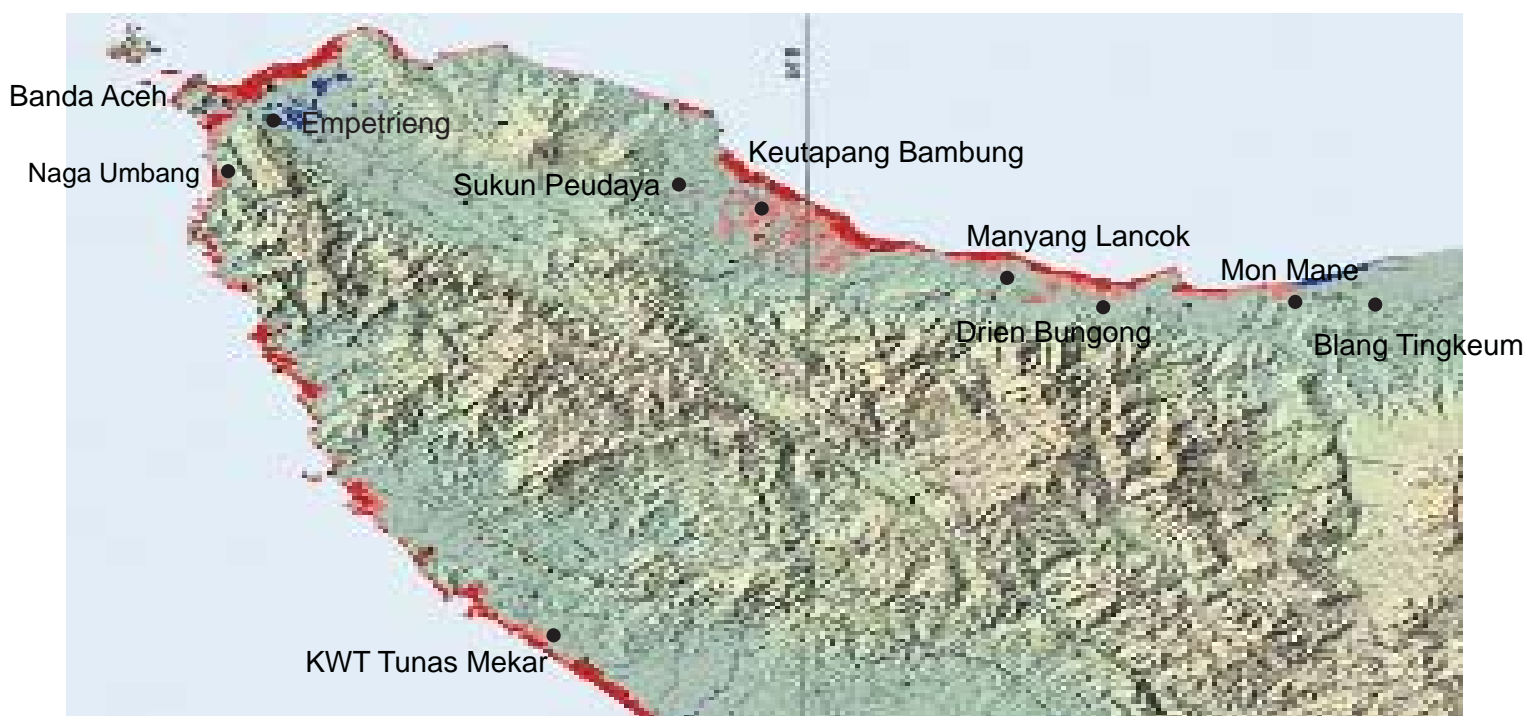 Banda Aceh
Empetrieng
Naga Umbang
Keutapang Bambung
Sukun Peudaya
Manyang Lancok
Mon Mane
Drien Bungong
Blang Tingkeum
KWT Tunas Mekar